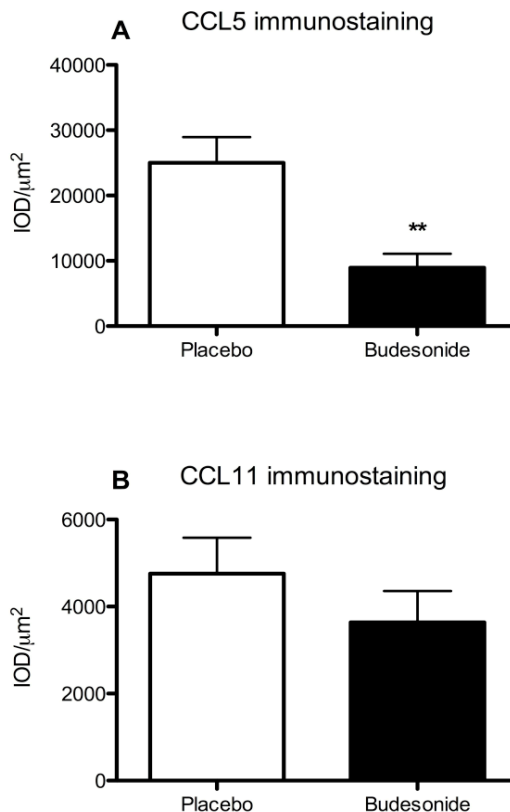 A CCL5 immunostaining
40000
30000
20000
10000
0
IOD/μm²
**
Placebo Budesonide
B CCL11 immunostaining
6000
4000
2000
0
IOD/μm²
Placebo Budesonide